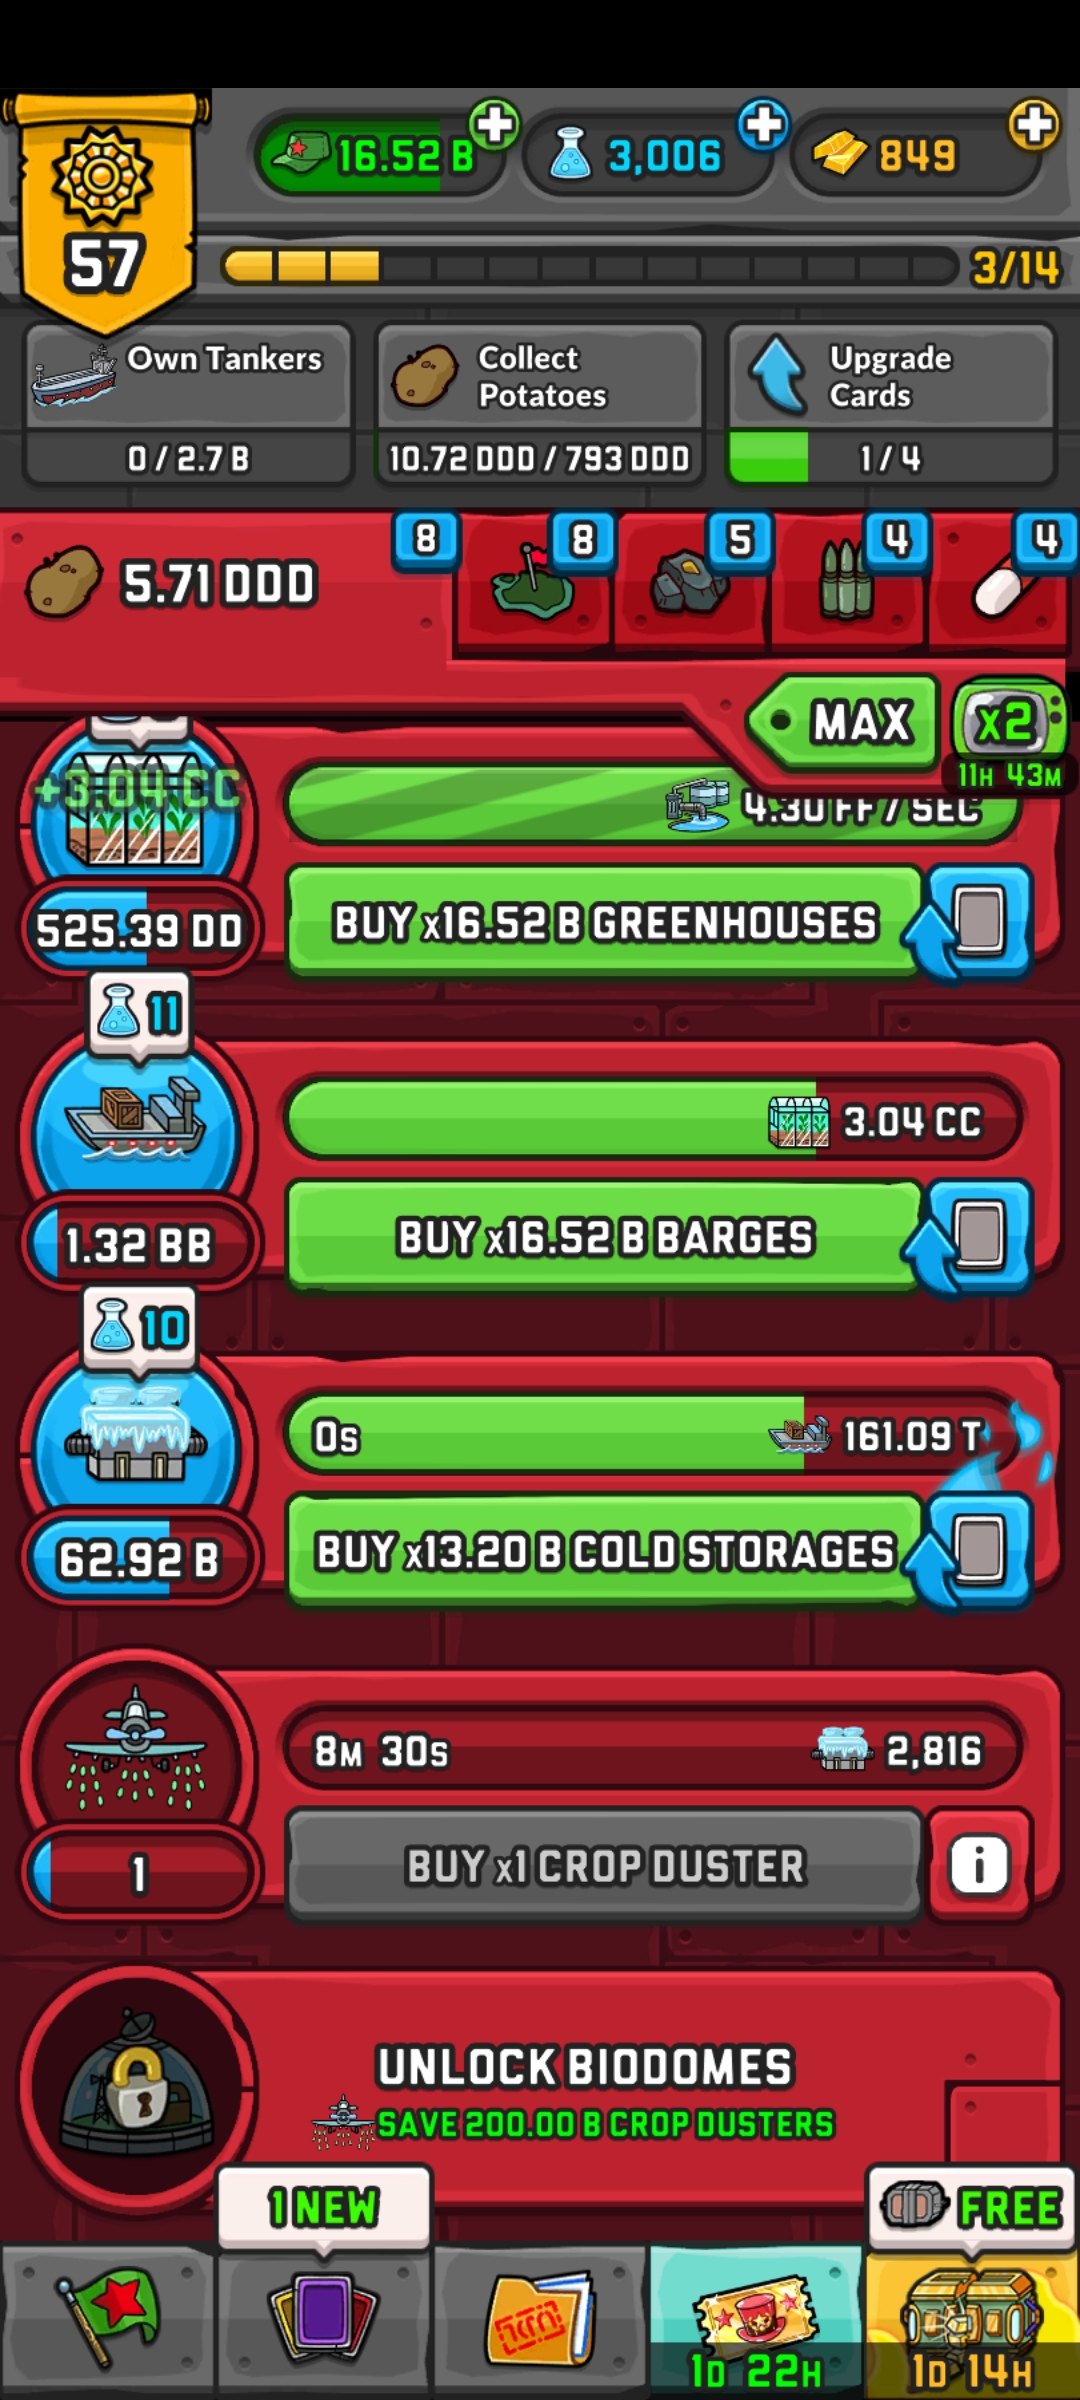 57
16.52 B
3,006
849
3/14
Own Tankers
0 / 2.7 B
Collect
Potatoes
10.72 DDD / 793 DDD
Upgrade
Cards
1 / 4
5.71 DDD
8
8
5
4
4
MAX
x2
11H 43M
+3.04 CC
4.30 FF / SEC
525.39 DD
BUY x16.52 B GREENHOUSES
11
3.04 CC
1.32 BB
BUY x16.52 B BARGES
10
0s
161.09 T
62.92 B
BUY x13.20 B COLD STORAGES
8M 30s
2,816
1
BUY x1 CROP DUSTER
i
UNLOCK BIODOMES
SAVE 200.00 B CROP DUSTERS
1 NEW
FREE
1D 22H
1D 14H